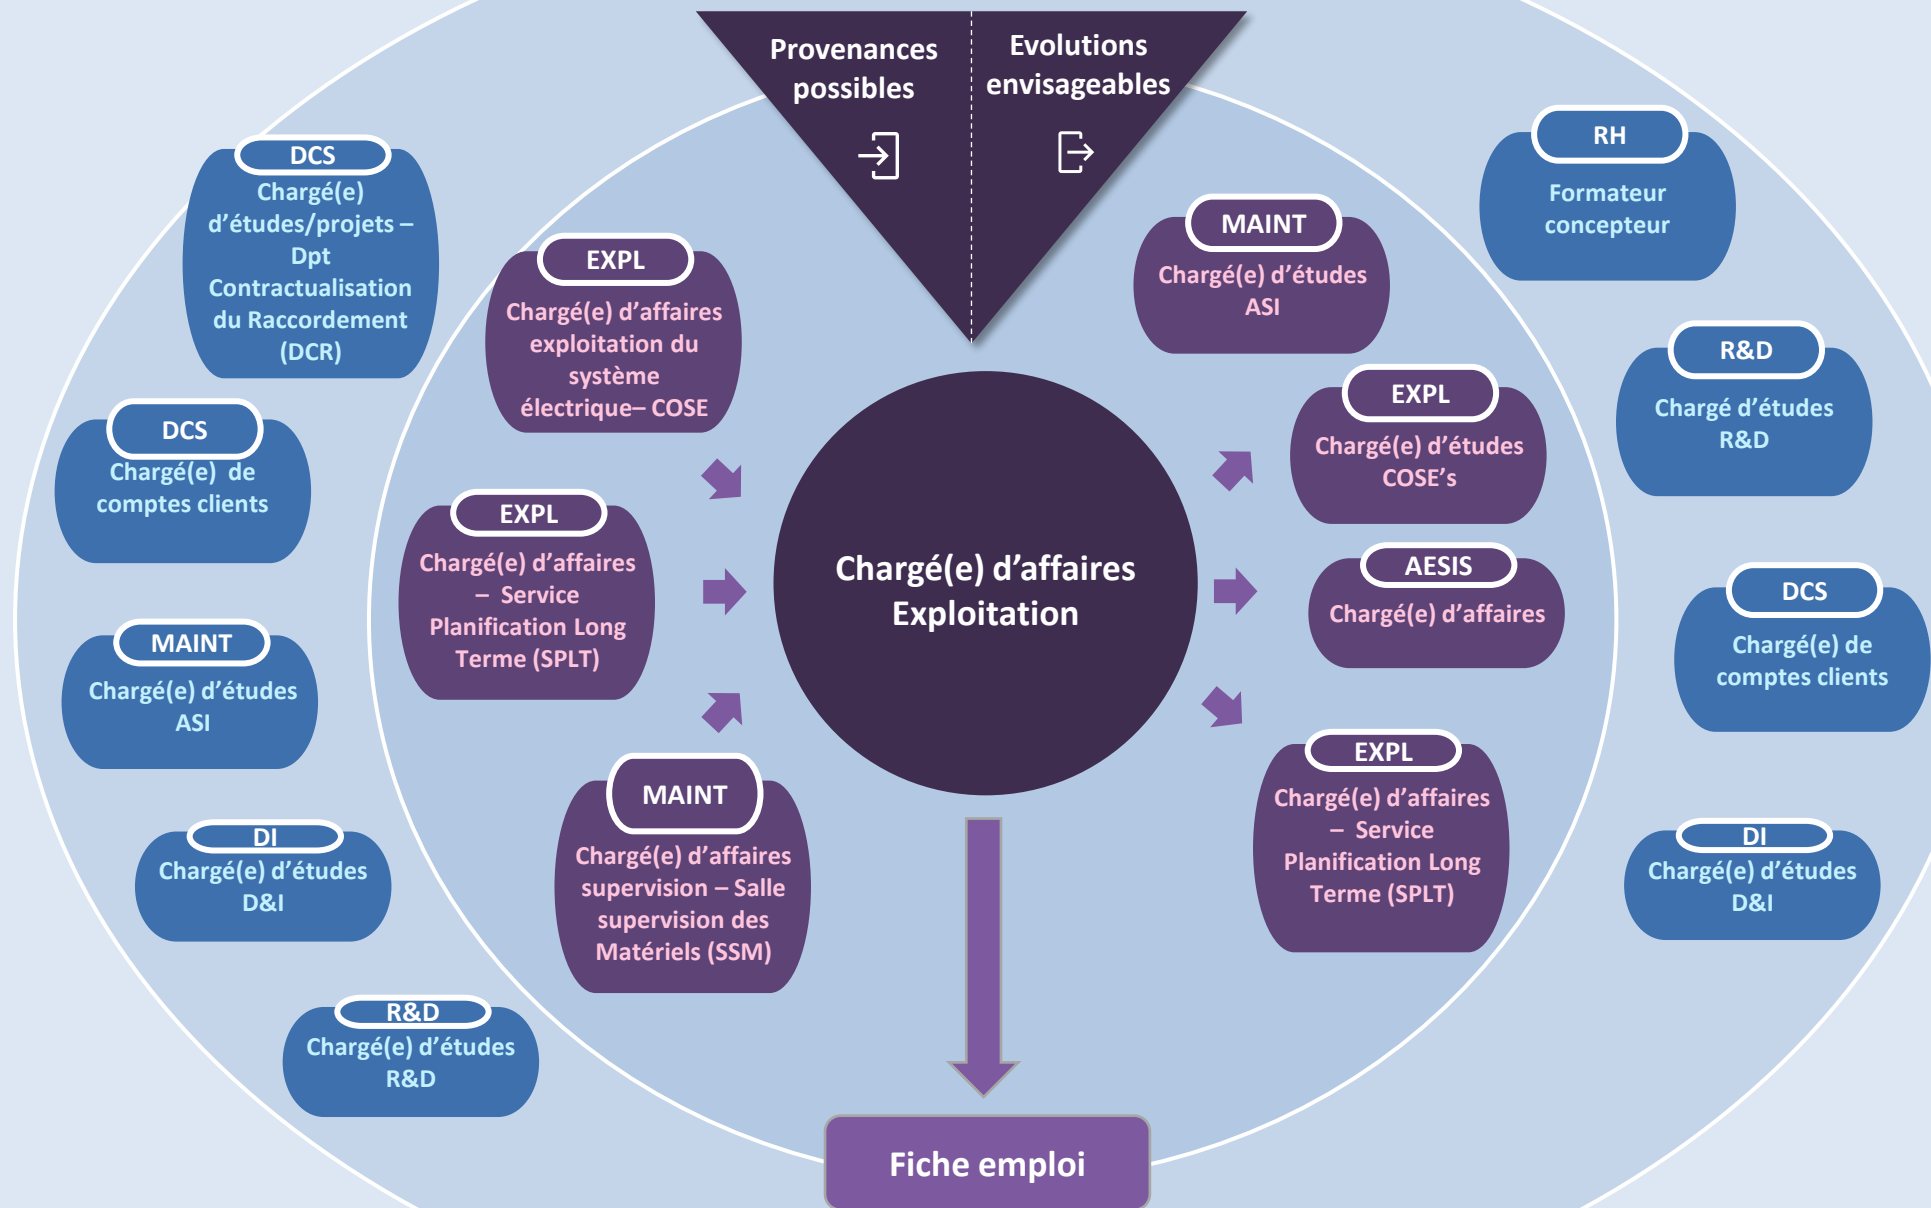 Provenances
possibles
Evolutions
envisageables
DCS
Chargé(e)
d’études/projets –
Dpt
Contractualisation
du Raccordement
(DCR)
DCS
Chargé(e)  de
comptes clients
MAINT
Chargé(e) d’études
ASI
DI
Chargé(e) d’études
D&I
R&D
Chargé(e) d’études
R&D
EXPL
Chargé(e) d’affaires
exploitation du
système
électrique– COSE
EXPL
Chargé(e) d’affaires
–  Service
Planification Long
Terme (SPLT)
MAINT
Chargé(e) d’affaires
supervision – Salle
supervision des
Matériels (SSM)
Chargé(e) d’affaires
Exploitation
MAINT
Chargé(e) d’études
ASI
EXPL
Chargé(e) d’études
COSE’s
AESIS
Chargé(e) d’affaires
EXPL
Chargé(e) d’affaires
–  Service
Planification Long
Terme (SPLT)
RH
Formateur
concepteur
R&D
Chargé d’études
R&D
DCS
Chargé(e) de
comptes clients
DI
Chargé(e) d’études
D&I
Fiche emploi